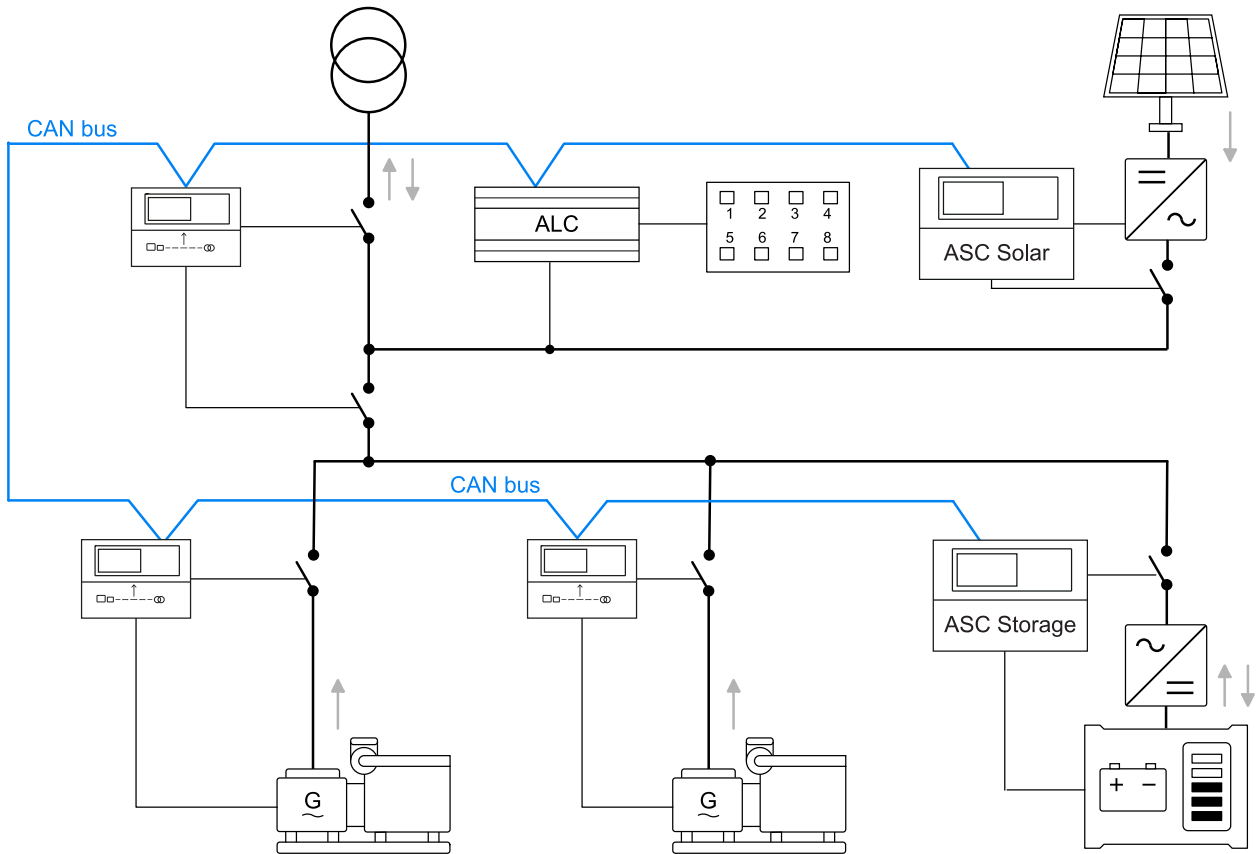 CAN bus
ALC
1 2 3 4
5 6 7 8
ASC Solar
CAN bus
ASC Storage
G
G
+ −